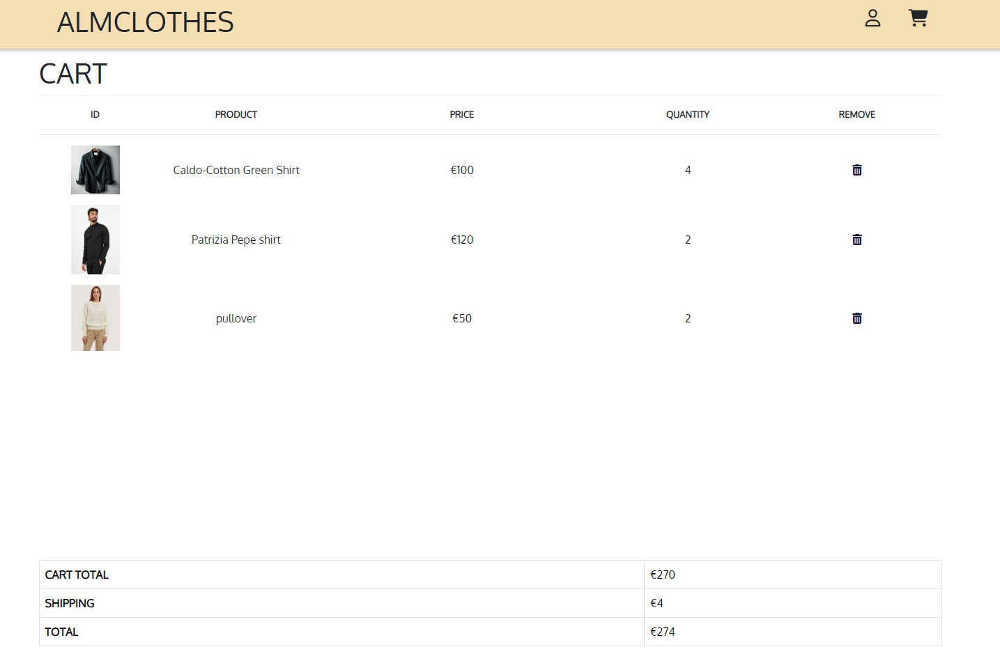 ALMCLOTHES
CART
ID PRODUCT PRICE QUANTITY REMOVE
Caldo-Cotton Green Shirt €100 4
Patrizia Pepe shirt €120 2
pullover €50 2
CART TOTAL €270
SHIPPING €4
TOTAL €274